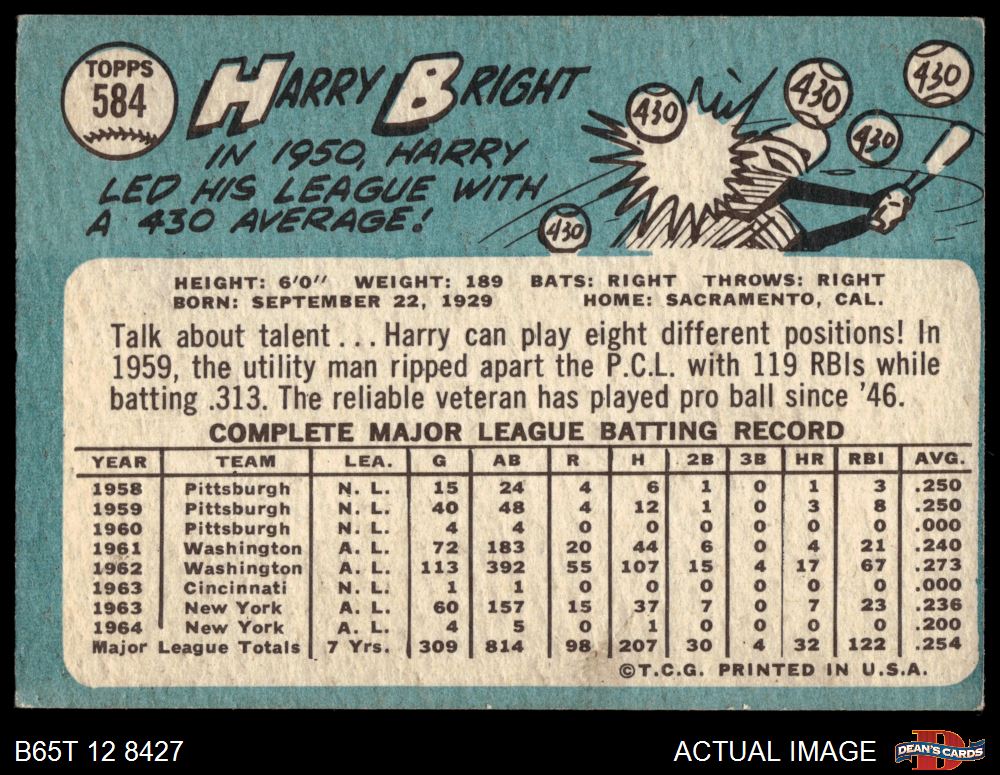 TOPPS
584
HARRY BRIGHT
IN 1950, HARRY
LED HIS LEAGUE WITH
A 430 AVERAGE!
430
430
430
430
430
HEIGHT: 6'0" WEIGHT: 189 BATS: RIGHT THROWS: RIGHT
BORN: SEPTEMBER 22, 1929 HOME: SACRAMENTO, CAL.
Talk about talent . . . Harry can play eight different positions! In
1959, the utility man ripped apart the P.C.L. with 119 RBIs while
batting .313. The reliable veteran has played pro ball since '46.
COMPLETE MAJOR LEAGUE BATTING RECORD
YEAR TEAM LEA. G AB R H 2B 3B HR RBI AVG.
1958 Pittsburgh N. L. 15 24 4 6 1 0 1 3 .250
1959 Pittsburgh N. L. 40 48 4 12 1 0 3 8 .250
1960 Pittsburgh N. L. 4 4 0 0 0 0 0 0 .000
1961 Washington A. L. 72 183 20 44 6 0 4 21 .240
1962 Washington A. L. 113 392 55 107 15 4 17 67 .273
1963 Cincinnati N. L. 1 1 0 0 0 0 0 0 .000
1963 New York A. L. 60 157 15 37 7 0 7 23 .236
1964 New York A. L. 4 5 0 1 0 0 0 0 .200
Major League Totals 7 Yrs. 309 814 98 207 30 4 32 122 .254
©T.C.G. PRINTED IN U.S.A.
B65T 12 8427
ACTUAL IMAGE
D
DEAN'S CARDS